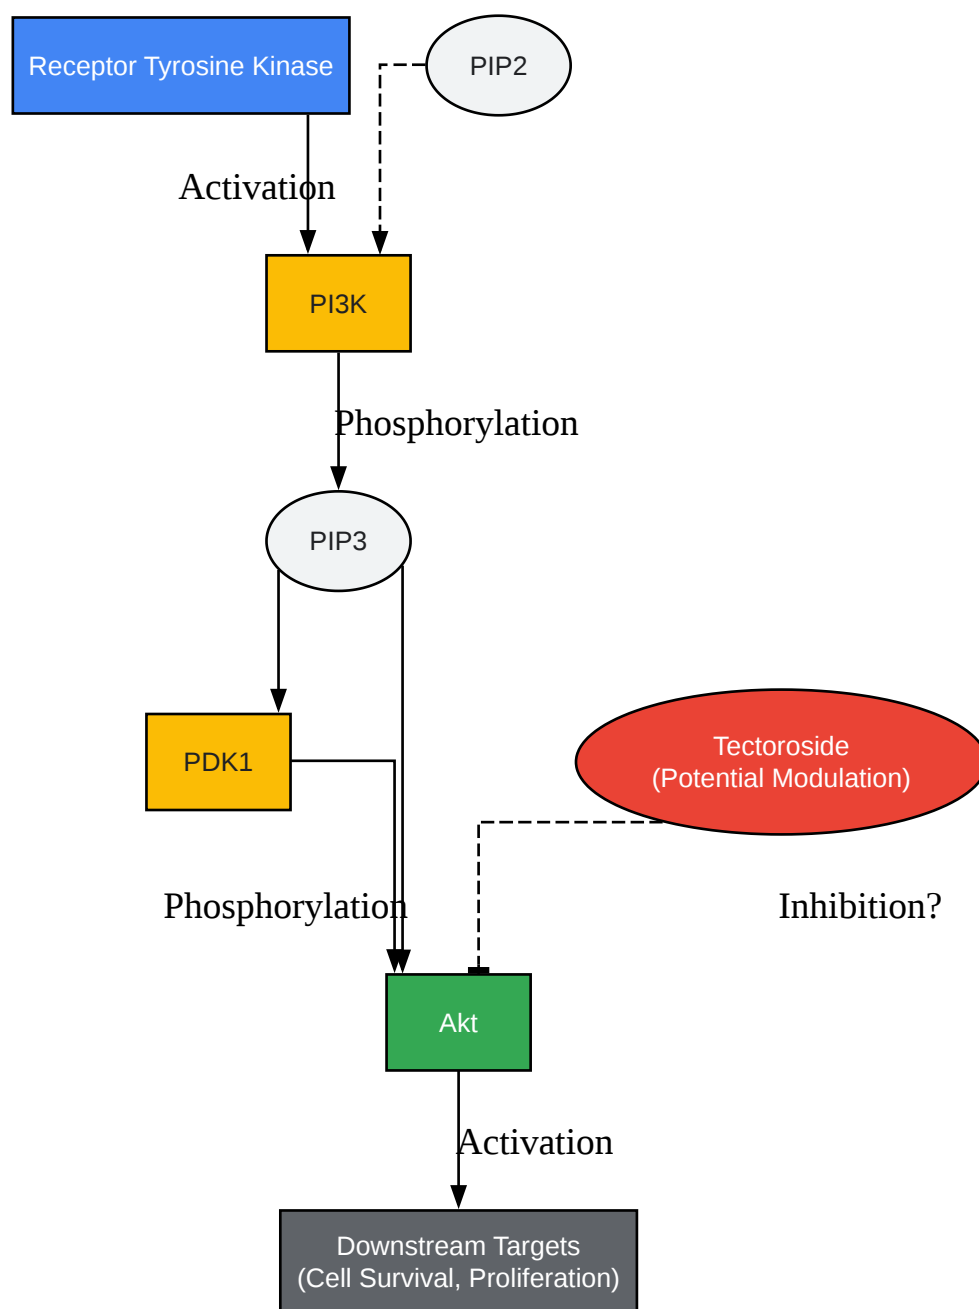 Receptor Tyrosine Kinase
PIP2
Activation
PI3K
Phosphorylation
PIP3
PDK1
Tectoroside
(Potential Modulation)
Phosphorylation
Inhibition?
Akt
Activation
Downstream Targets
(Cell Survival, Proliferation)